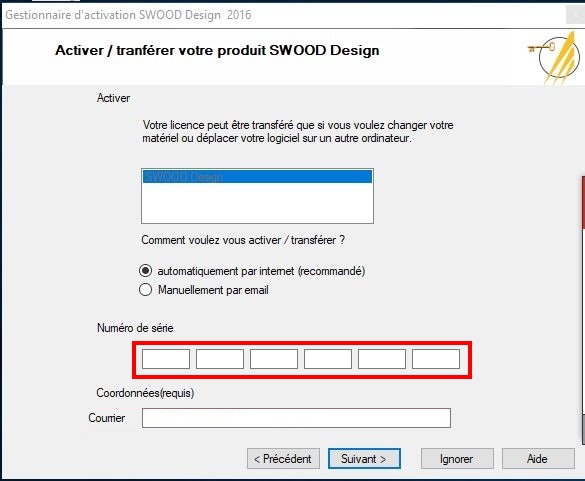 Gestionnaire d'activation SWOOD Design 2016
Activer / tranférer votre produit SWOOD Design
Activer
Votre licence peut être transféré que si vous voulez changer votre
matériel ou déplacer votre logiciel sur un autre ordinateur.
SWOOD Design
Comment voulez vous activer / transférer ?
automatiquement par internet (recommandé)
Manuellement par email
Numéro de série
Coordonnées(requis)
Courrier
< Précédent
Suivant >
Ignorer
Aide